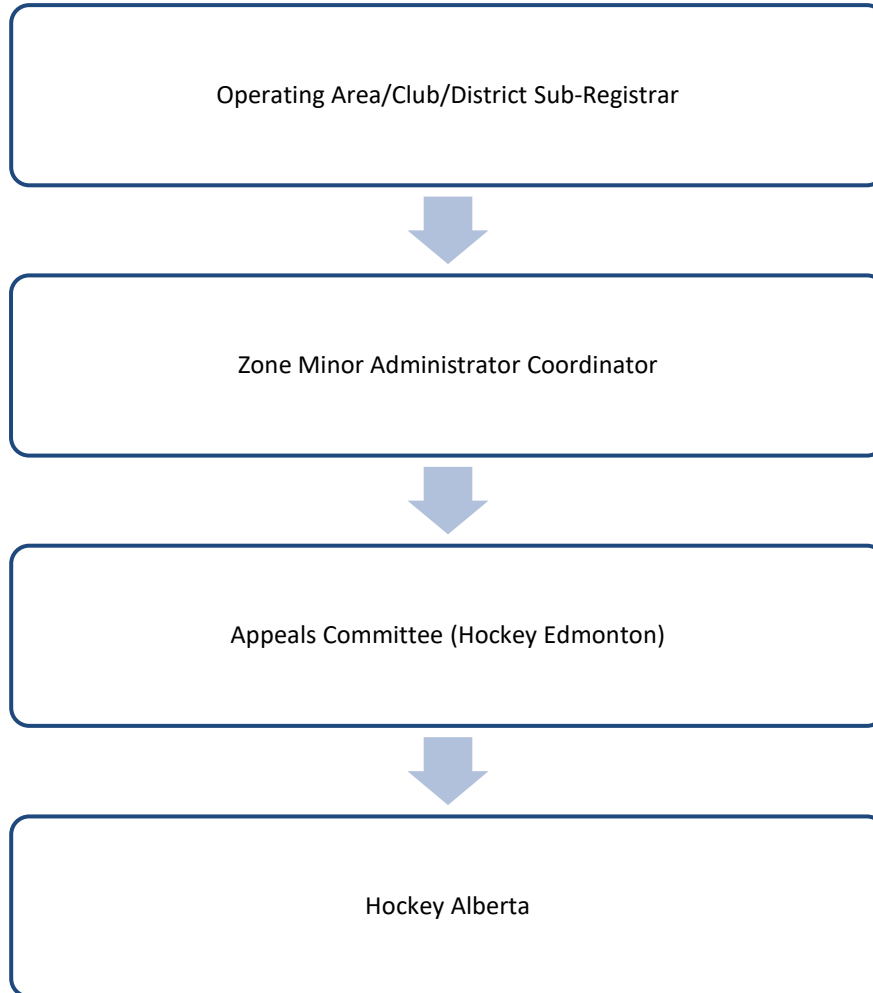 Operating Area/Club/District Sub-Registrar
Zone Minor Administrator Coordinator
Appeals Committee (Hockey Edmonton)
Hockey Alberta